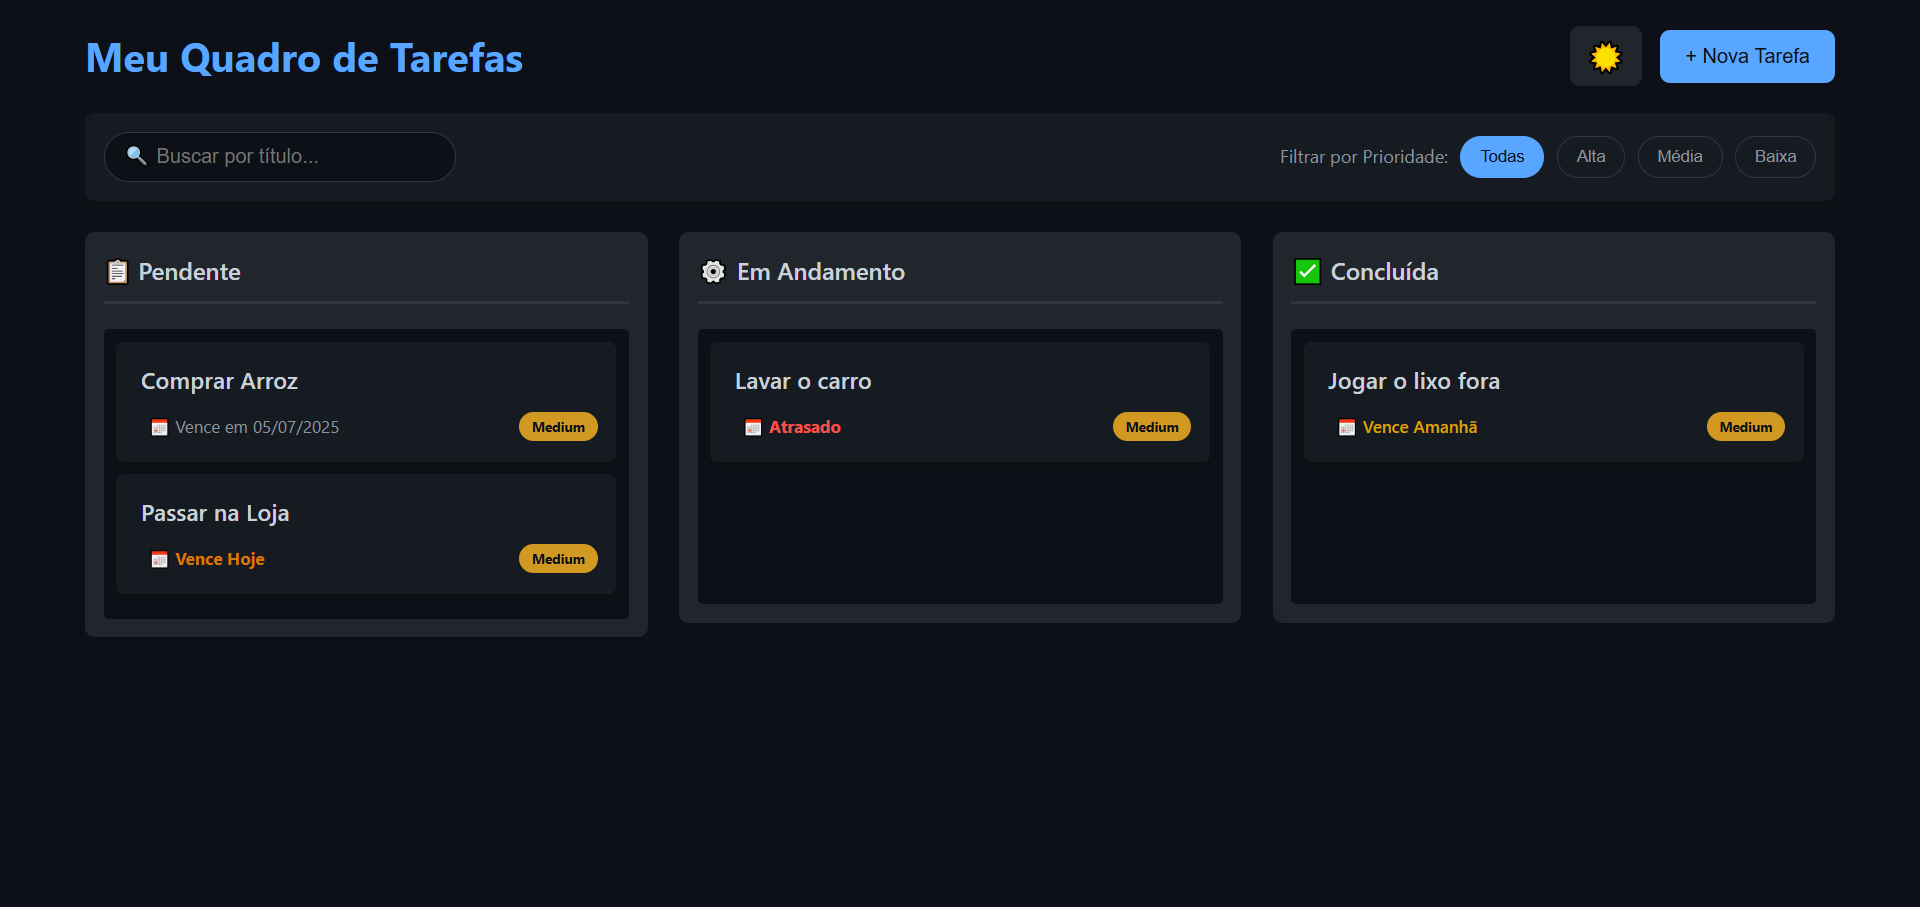 Meu Quadro de Tarefas
+ Nova Tarefa
Buscar por título...
Filtrar por Prioridade:
Todas
Alta
Média
Baixa
Pendente
Comprar Arroz
Vence em 05/07/2025
Medium
Passar na Loja
Vence Hoje
Medium
Em Andamento
Lavar o carro
Atrasado
Medium
Concluída
Jogar o lixo fora
Vence Amanhã
Medium